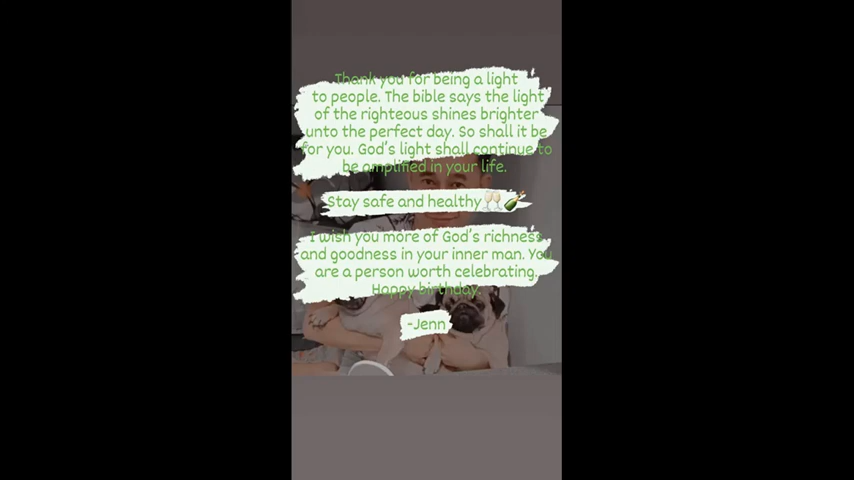 Thank you for being a light
to people. The bible says the light
of the righteous shines brighter
unto the perfect day. So shall it be
for you. God's light shall continue to
be amplified in your life.
Stay safe and healthy🥂🍾
I wish you more of God's richness
and goodness in your inner man. You
are a person worth celebrating.
Happy birthday.
-Jenn